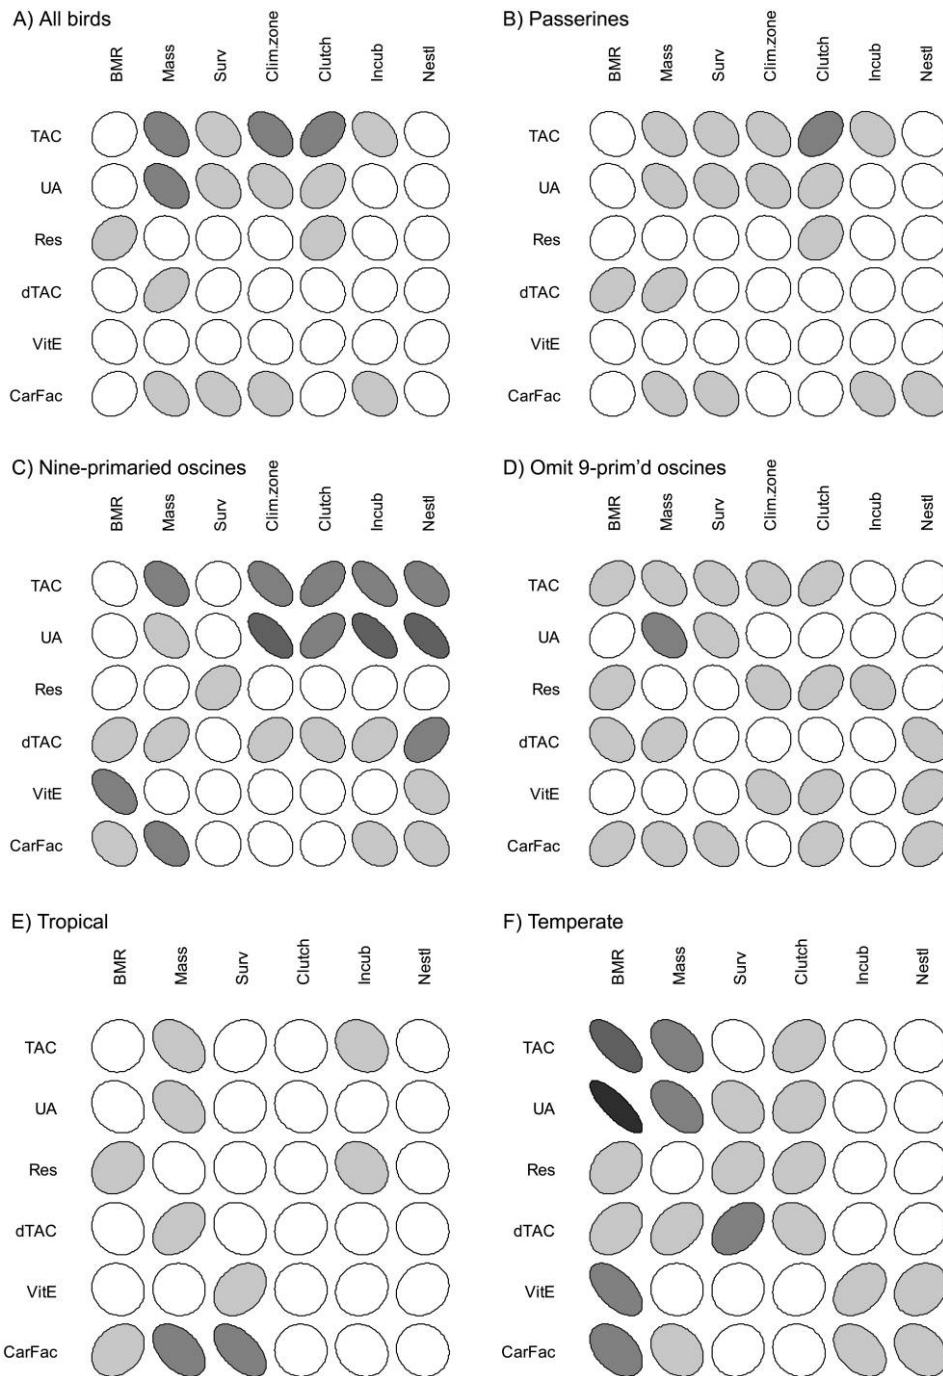 A) All birds
BMR Mass Surv Clim.zone Clutch Incub Nestl
TAC
UA
Res
dTAC
VitE
CarFac
B) Passerines
BMR Mass Surv Clim.zone Clutch Incub Nestl
TAC
UA
Res
dTAC
VitE
CarFac
C) Nine-primaried oscines
BMR Mass Surv Clim.zone Clutch Incub Nestl
TAC
UA
Res
dTAC
VitE
CarFac
D) Omit 9-prim'd oscines
BMR Mass Surv Clim.zone Clutch Incub Nestl
TAC
UA
Res
dTAC
VitE
CarFac
E) Tropical
BMR Mass Surv Clutch Incub Nestl
TAC
UA
Res
dTAC
VitE
CarFac
F) Temperate
BMR Mass Surv Clutch Incub Nestl
TAC
UA
Res
dTAC
VitE
CarFac